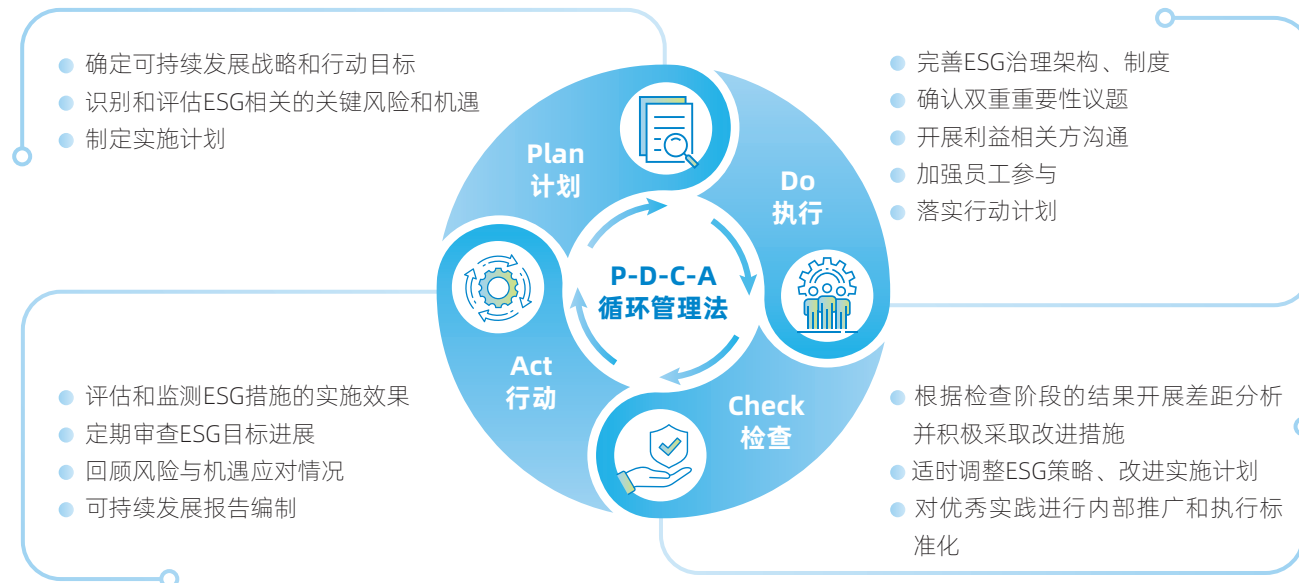 确定可持续发展战略和行动目标
识别和评估ESG相关的关键风险和机遇
制定实施计划
完善ESG治理架构、制度
确认双重重要性议题
开展利益相关方沟通
加强员工参与
落实行动计划
Plan
计划
Do
执行
P-D-C-A
循环管理法
Act
行动
Check
检查
评估和监测ESG措施的实施效果
定期审查ESG目标进展
回顾风险与机遇应对情况
可持续发展报告编制
根据检查阶段的结果开展差距分析
并积极采取改进措施
适时调整ESG策略、改进实施计划
对优秀实践进行内部推广和执行标
准化